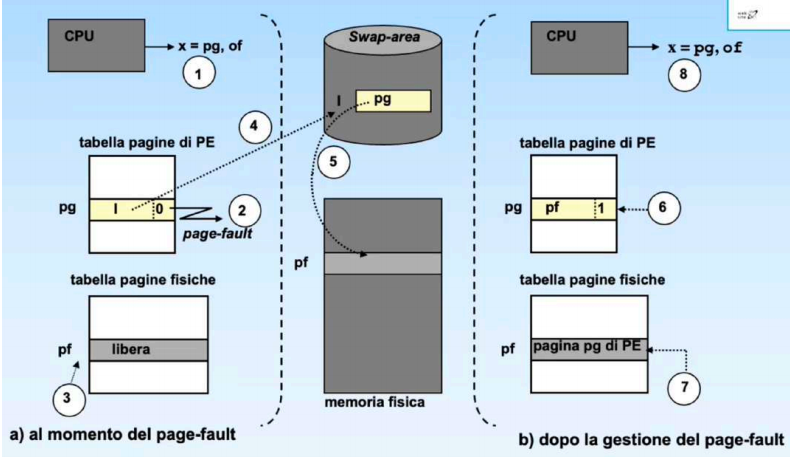 CPU
x = pg, of
1
tabella pagine di PE
pg
I
0
2
page-fault
tabella pagine fisiche
pf
libera
3
a) al momento del page-fault
4
Swap-area
I
pg
5
pf
memoria fisica
CPU
x = pg, of
8
tabella pagine di PE
pg
pf
1
6
tabella pagine fisiche
pf
pagina pg di PE
7
b) dopo la gestione del page-fault